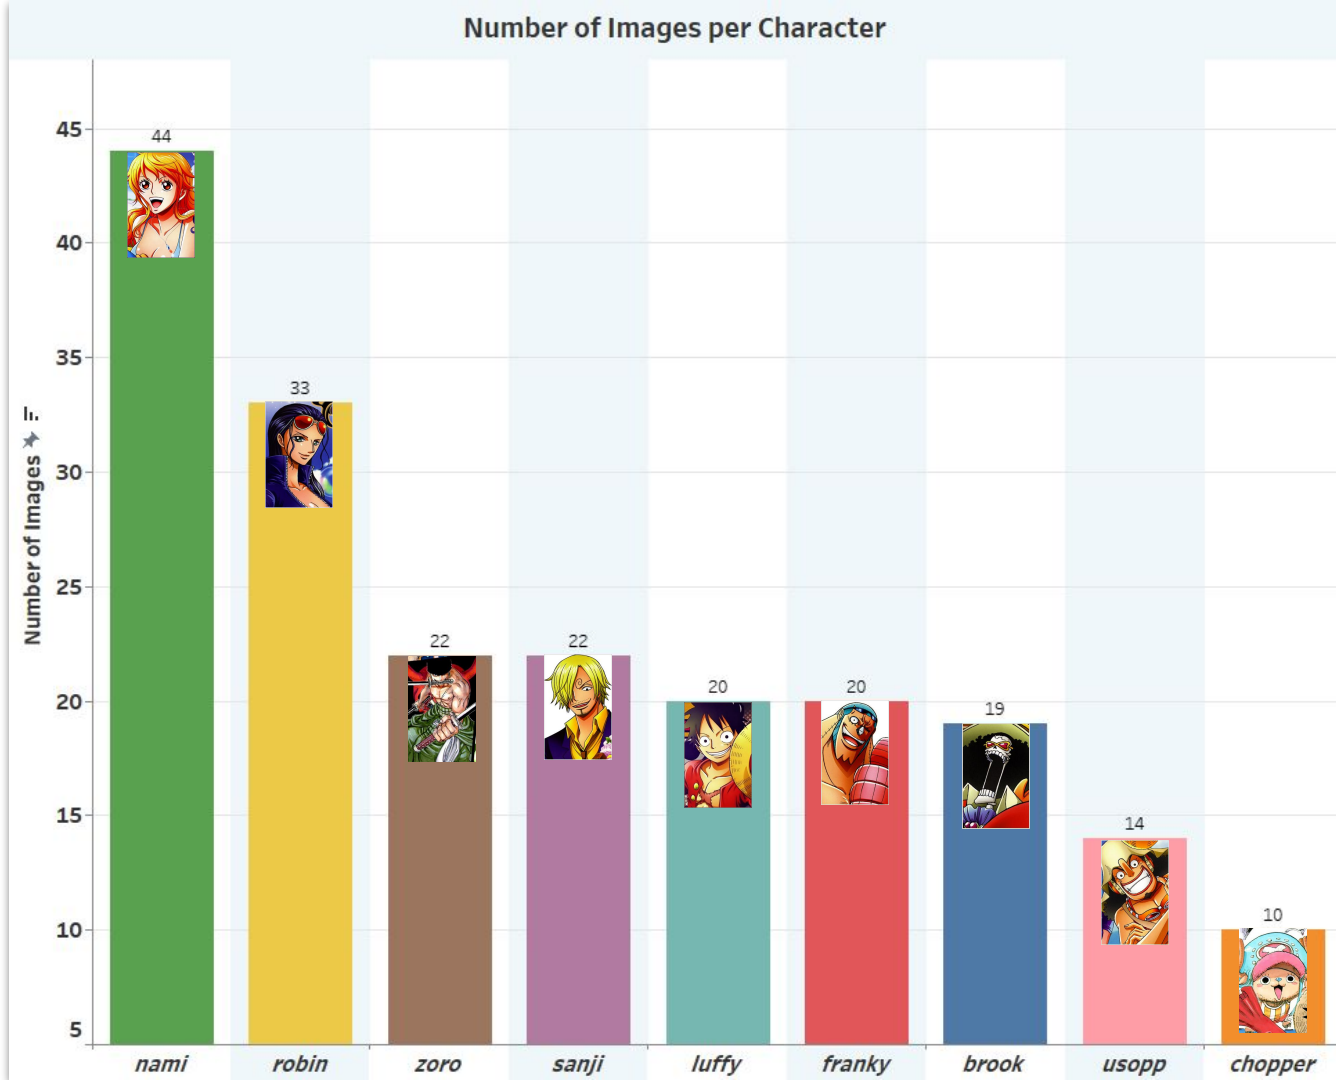 Number of Images per Character
Number of Images
45
40
35
30
25
20
15
10
5
44
33
22
22
20
20
19
14
10
nami
robin
zoro
sanji
luffy
franky
brook
usopp
chopper